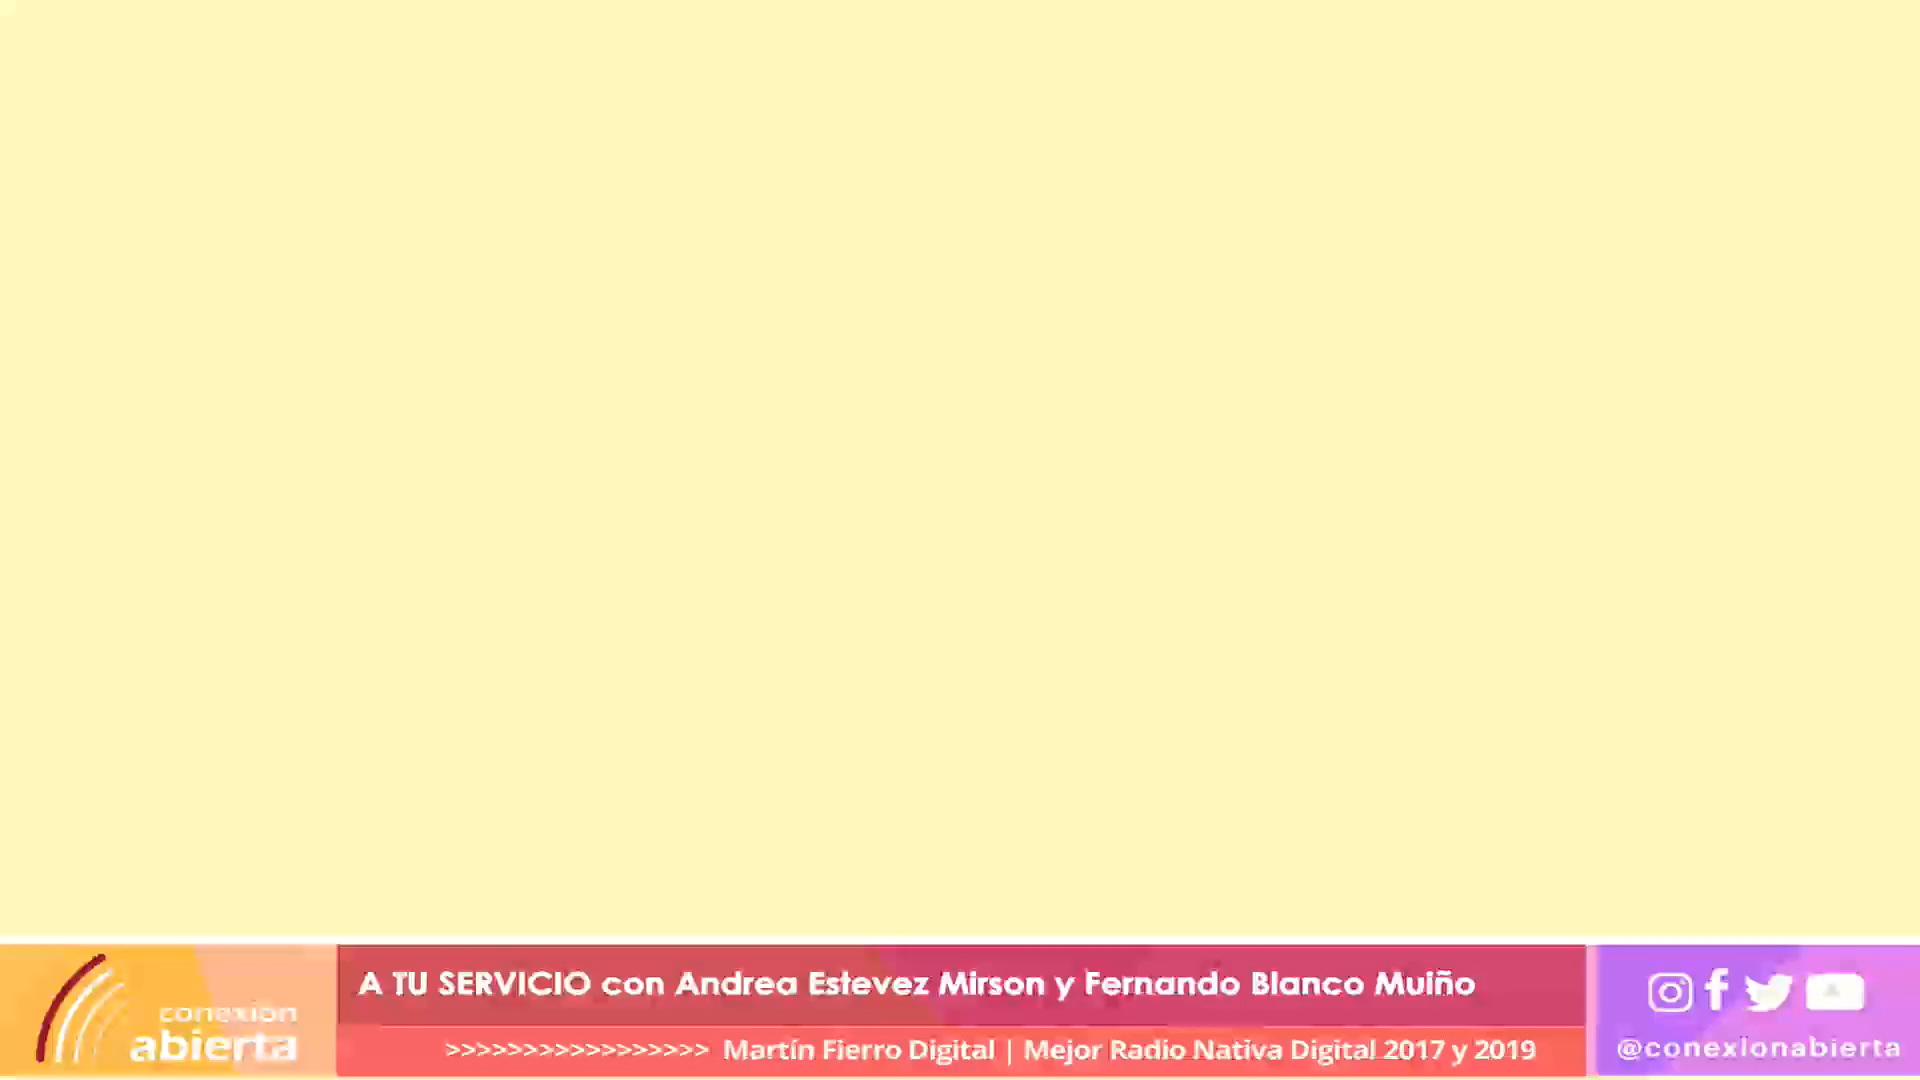 A TU SERVICIO con Andrea Estevez Mirson y Fernando Blanco Muiño
conexión
abierta
>>>>>>>>>>>>>>>>> Martín Fierro Digital | Mejor Radio Nativa Digital 2017 y 2019
@conexionabierta